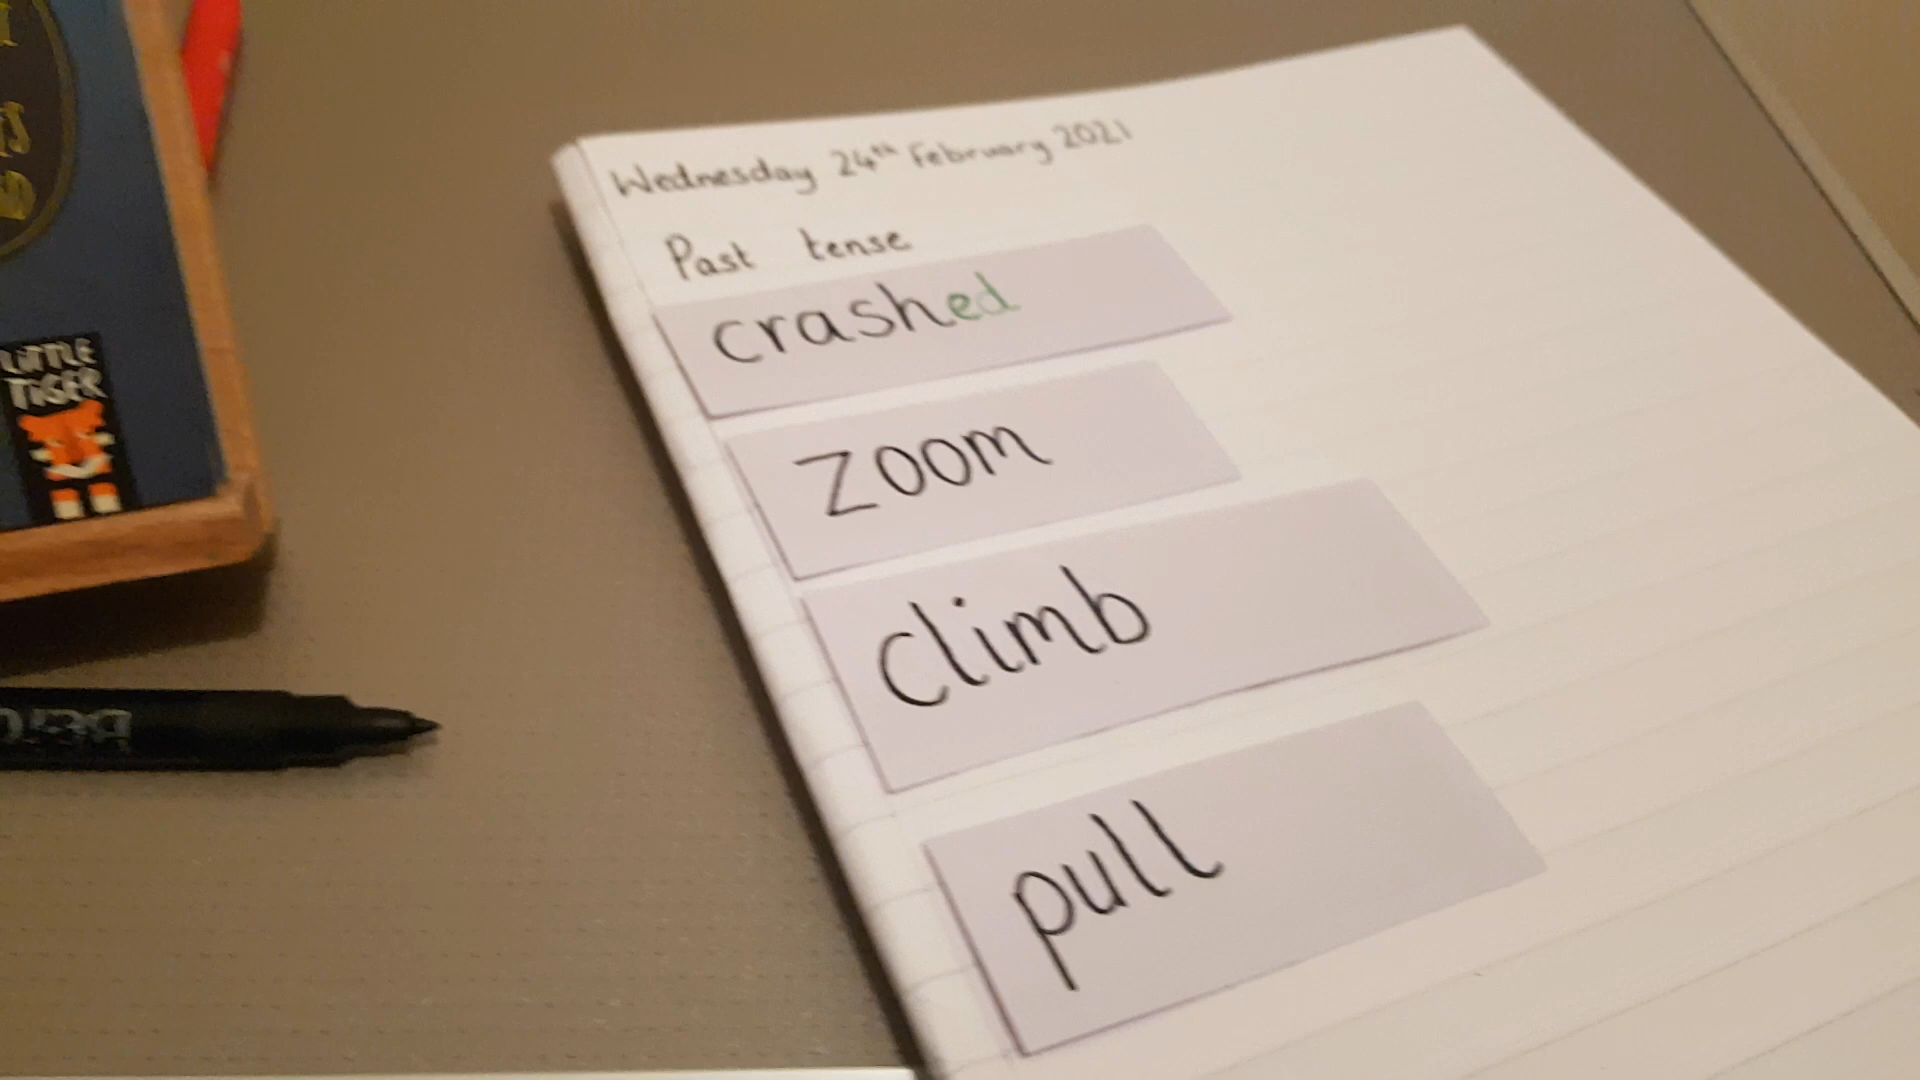 Wednesday 24th February 2021
Past tense
crashed
zoom
climb
pull
LITTLE
TIGER